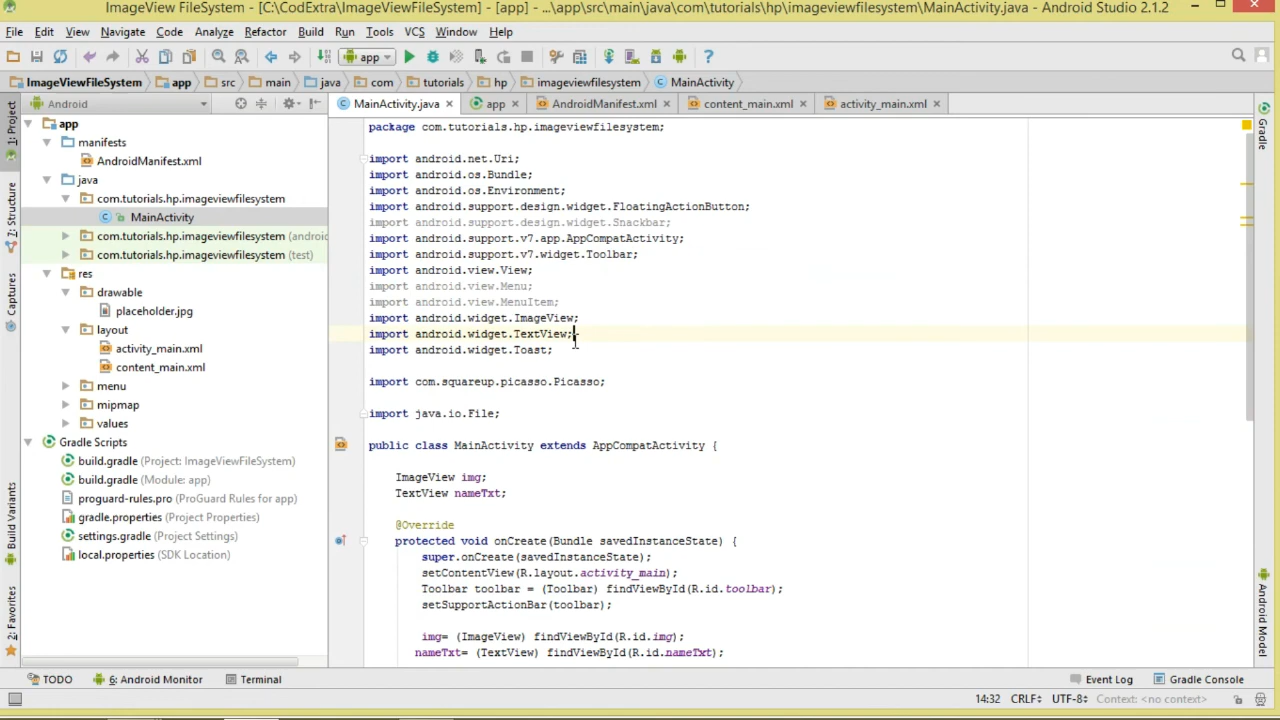 ImageView FileSystem - [C:\CodExtra\ImageViewFileSystem] - [app] - ...\app\src\main\java\com\tutorials\hp\imageviewfilesystem\MainActivity.java - Android Studio 2.1.2
File Edit View Navigate Code Analyze Refactor Build Run Tools VCS Window Help
app
ImageViewFileSystem app src main java com tutorials hp imageviewfilesystem MainActivity
Android
MainActivity.java app AndroidManifest.xml content_main.xml activity_main.xml
1: Project
Z: Structure
Captures
Build Variants
2: Favorites
app
manifests
AndroidManifest.xml
java
com.tutorials.hp.imageviewfilesystem
MainActivity
com.tutorials.hp.imageviewfilesystem (androi
com.tutorials.hp.imageviewfilesystem (test)
res
drawable
placeholder.jpg
layout
activity_main.xml
content_main.xml
menu
mipmap
values
Gradle Scripts
build.gradle (Project: ImageViewFileSystem)
build.gradle (Module: app)
proguard-rules.pro (ProGuard Rules for app)
gradle.properties (Project Properties)
settings.gradle (Project Settings)
local.properties (SDK Location)
package com.tutorials.hp.imageviewfilesystem;
import android.net.Uri;
import android.os.Bundle;
import android.os.Environment;
import android.support.design.widget.FloatingActionButton;
import android.support.design.widget.Snackbar;
import android.support.v7.app.AppCompatActivity;
import android.support.v7.widget.Toolbar;
import android.view.View;
import android.view.Menu;
import android.view.MenuItem;
import android.widget.ImageView;
import android.widget.TextView;
import android.widget.Toast;
import com.squareup.picasso.Picasso;
import java.io.File;
public class MainActivity extends AppCompatActivity {
ImageView img;
TextView nameTxt;
@Override
protected void onCreate(Bundle savedInstanceState) {
super.onCreate(savedInstanceState);
setContentView(R.layout.activity_main);
Toolbar toolbar = (Toolbar) findViewById(R.id.toolbar);
setSupportActionBar(toolbar);
img= (ImageView) findViewById(R.id.img);
nameTxt= (TextView) findViewById(R.id.nameTxt);
Gradle
Android Model
TODO 6: Android Monitor Terminal Event Log Gradle Console
14:32 CRLF UTF-8 Context: <no context>